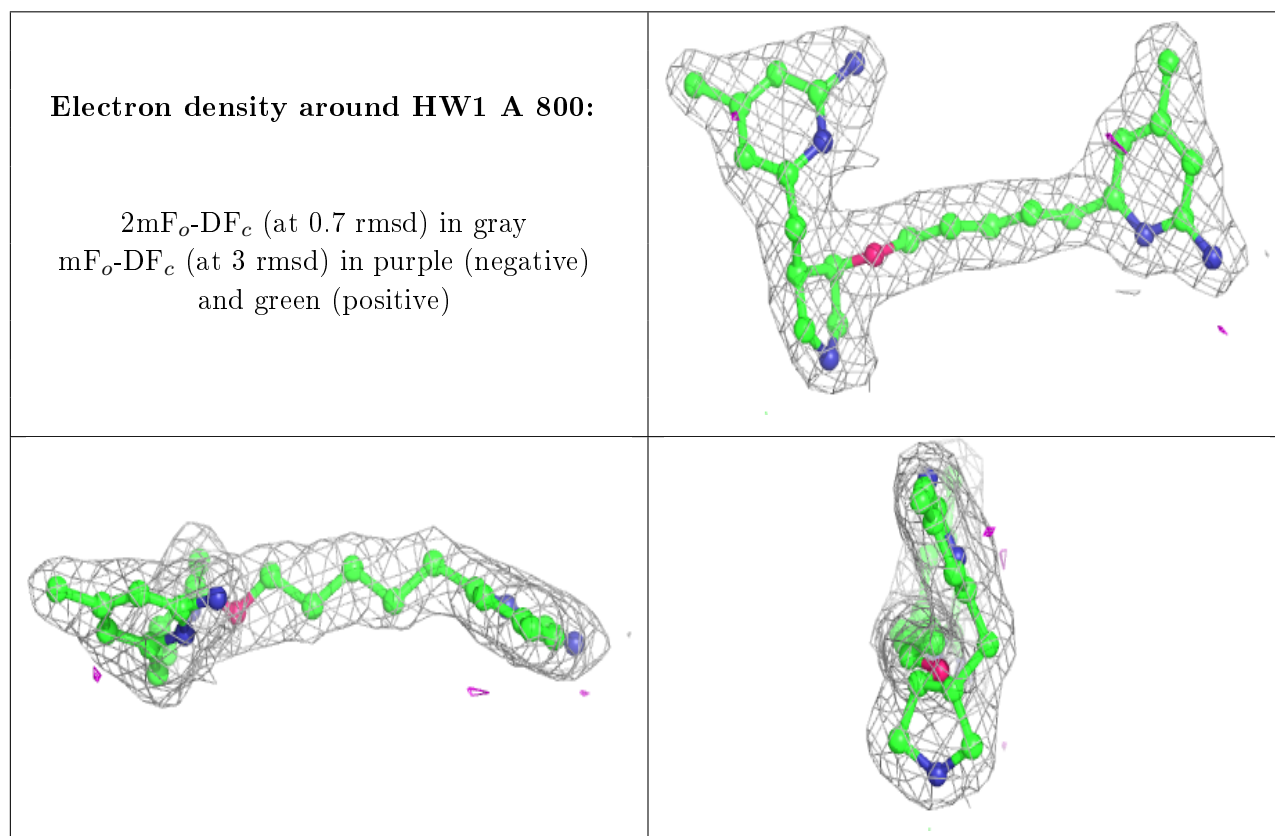 Electron density around HW1 A 800:
2mFo-DFc (at 0.7 rmsd) in gray
mFo-DFc (at 3 rmsd) in purple (negative)
and green (positive)